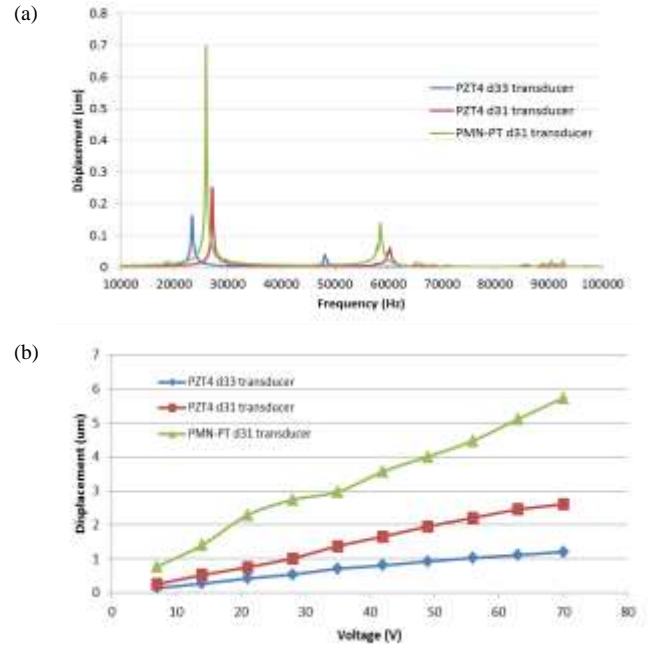 (a)
0.8
0.7
0.6
0.5
0.4
0.3
0.2
0.1
0
Displacement (um)
PZT4 d33 transducer
PZT4 d31 transducer
PMN-PT d31 transducer
10000 20000 30000 40000 50000 60000 70000 80000 90000 100000
Frequency (Hz)
(b)
7
6
5
4
3
2
1
0
Displacement (um)
PZT4 d33 transducer
PZT4 d31 transducer
PMN-PT d31 transducer
0 10 20 30 40 50 60 70 80
Voltage (V)